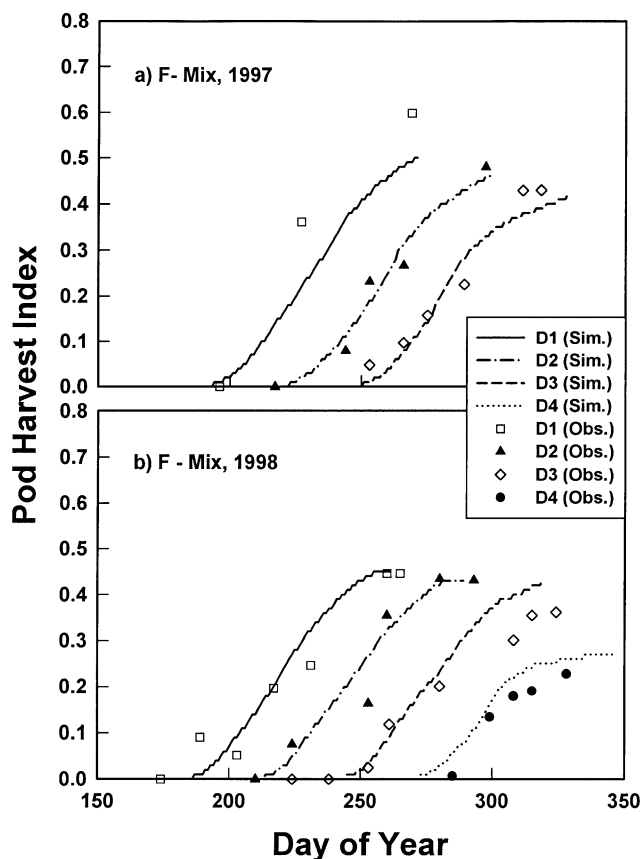 0.8
0.7
0.6
0.5
0.4
0.3
0.2
0.1
0.0
a) F- Mix, 1997
Pod Harvest Index
D1 (Sim.)
D2 (Sim.)
D3 (Sim.)
D4 (Sim.)
D1 (Obs.)
D2 (Obs.)
D3 (Obs.)
D4 (Obs.)
0.8
0.7
0.6
0.5
0.4
0.3
0.2
0.1
0.0
b) F - Mix, 1998
150 200 250 300 350
Day of Year